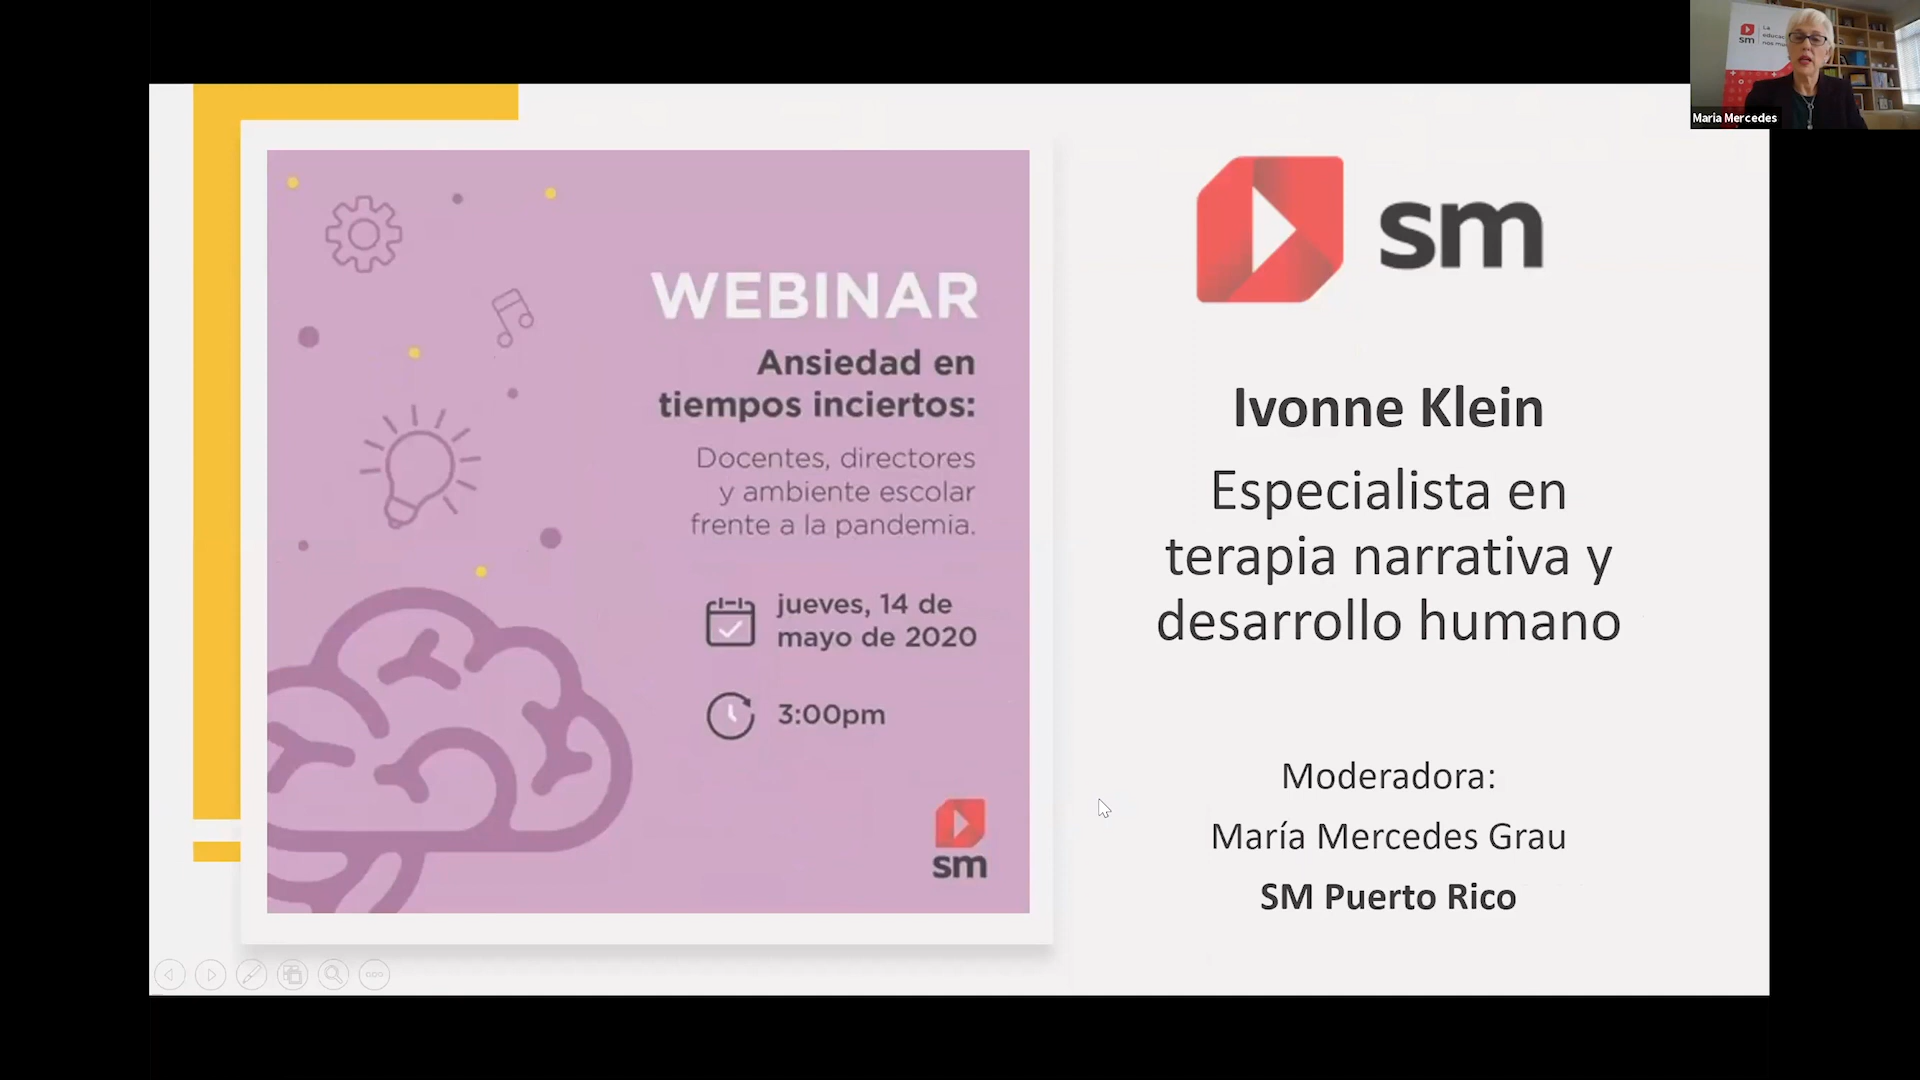 WEBINAR
Ansiedad en
tiempos inciertos:
Docentes, directores
y ambiente escolar
frente a la pandemia.
jueves, 14 de
mayo de 2020
3:00pm
sm
sm
Ivonne Klein
Especialista en
terapia narrativa y
desarrollo humano
Moderadora:
María Mercedes Grau
SM Puerto Rico
sm
La
Maria Mercedes